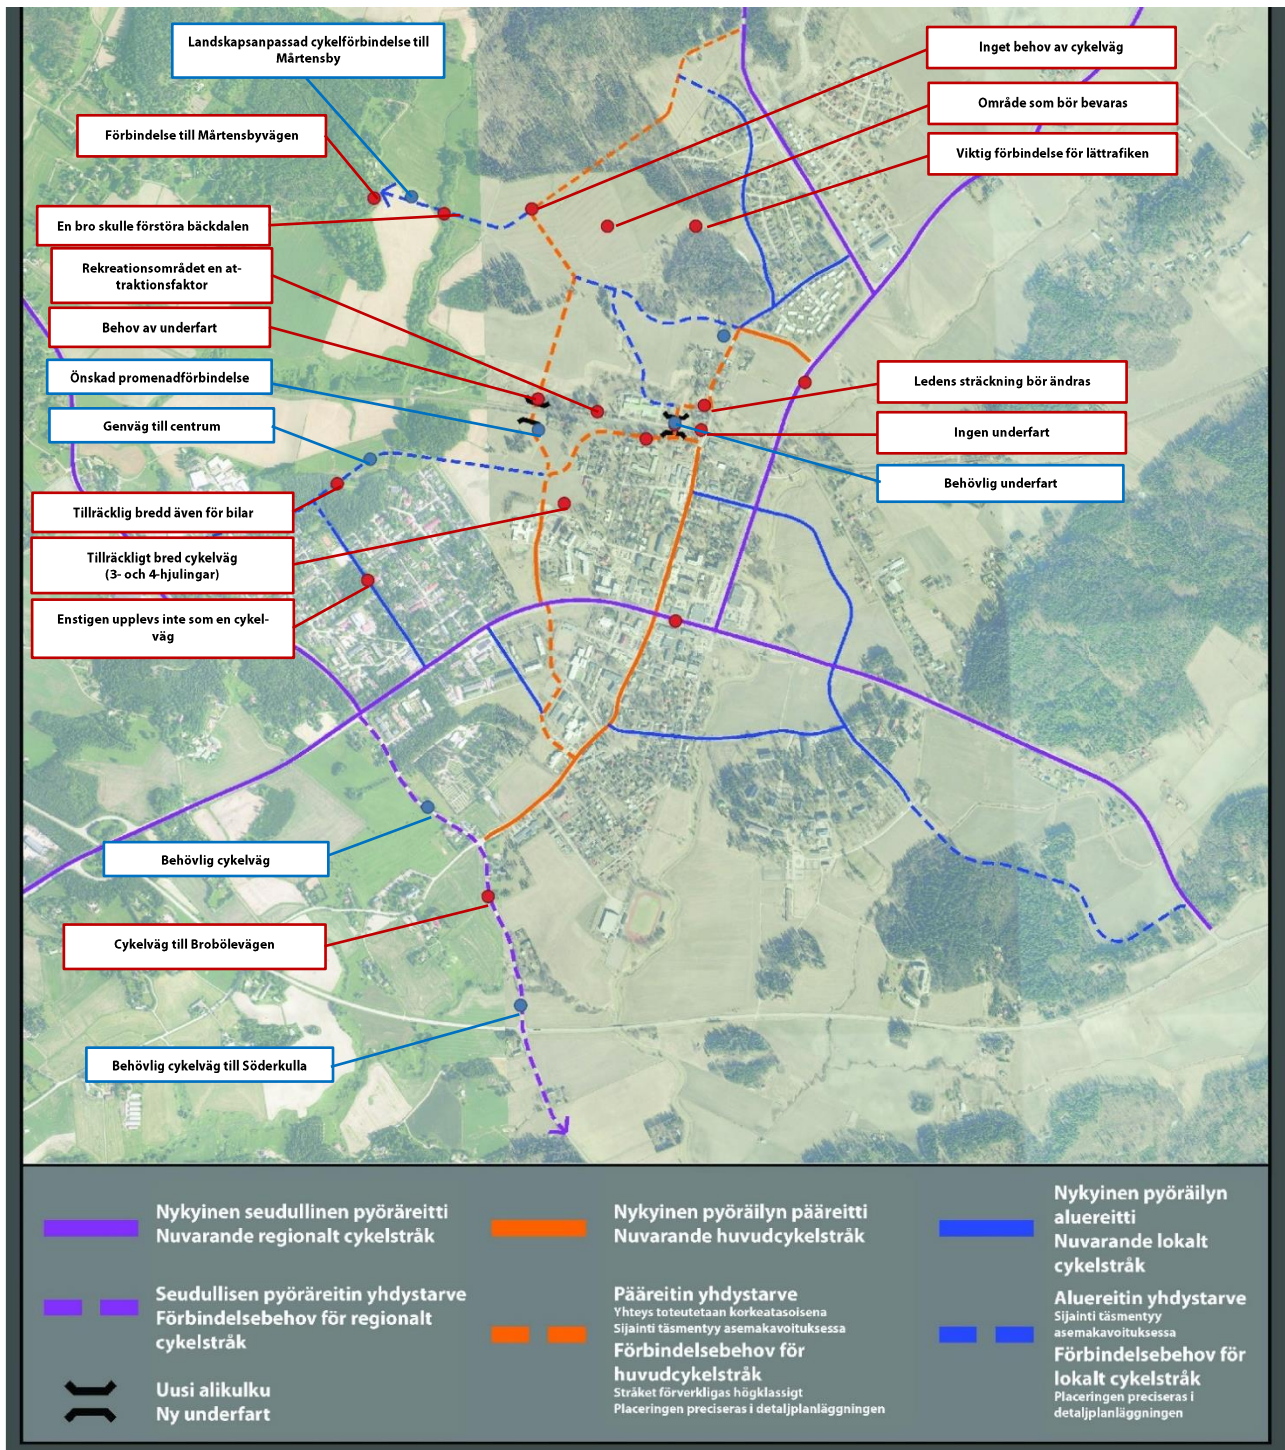 Landskapsanpassad cykelförbindelse till
Mårtensby
Förbindelse till Mårtensbyvägen
En bro skulle förstöra bäckdalen
Rekreationsområdet en at-
traktionsfaktor
Behov av underfart
Önskad promenadförbindelse
Genväg till centrum
Tillräcklig bredd även för bilar
Tillräckligt bred cykelväg
(3- och 4-hjulingar)
Enstigen upplevs inte som en cykel-
väg
Behövlig cykelväg
Cykelväg till Brobölevägen
Behövlig cykelväg till Söderkulla
Inget behov av cykelväg
Område som bör bevaras
Viktig förbindelse för lättrafiken
Ledens sträckning bör ändras
Ingen underfart
Behövlig underfart
Nykyinen seudullinen pyöräreitti
Nuvarande regionalt cykelstråk
Seudullisen pyöräreitin yhdystarve
Förbindelsebehov för regionalt
cykelstråk
Uusi alikulku
Ny underfart
Nykyinen pyöräilyn pääreitti
Nuvarande huvudcykelstråk
Pääreitin yhdystarve
Yhteys toteutetaan korkeatasoisena
Sijainti täsmentyy asemakavoituksessa
Förbindelsebehov för
huvudcykelstråk
Stråket förverkligas högklassigt
Placeringen preciseras i detaljplanläggningen
Nykyinen pyöräilyn
aluereitti
Nuvarande lokalt
cykelstråk
Aluereitin yhdystarve
Sijainti täsmentyy
asemakavoituksessa
Förbindelsebehov för
lokalt cykelstråk
Placeringen preciseras i
detaljplanläggningen